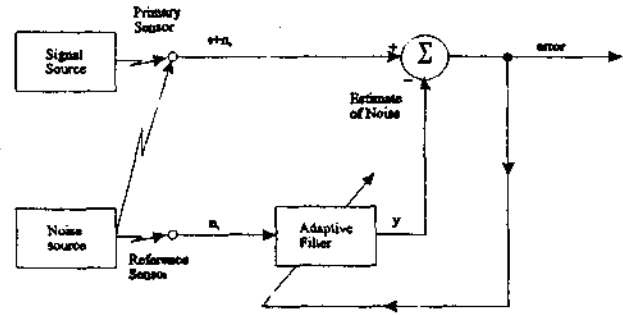 Primary
Sensor
Signal
Source
+
Σ
error
−
Estimate
of Noise
Noise
source
Reference
Sensor
Adaptive
Filter
y